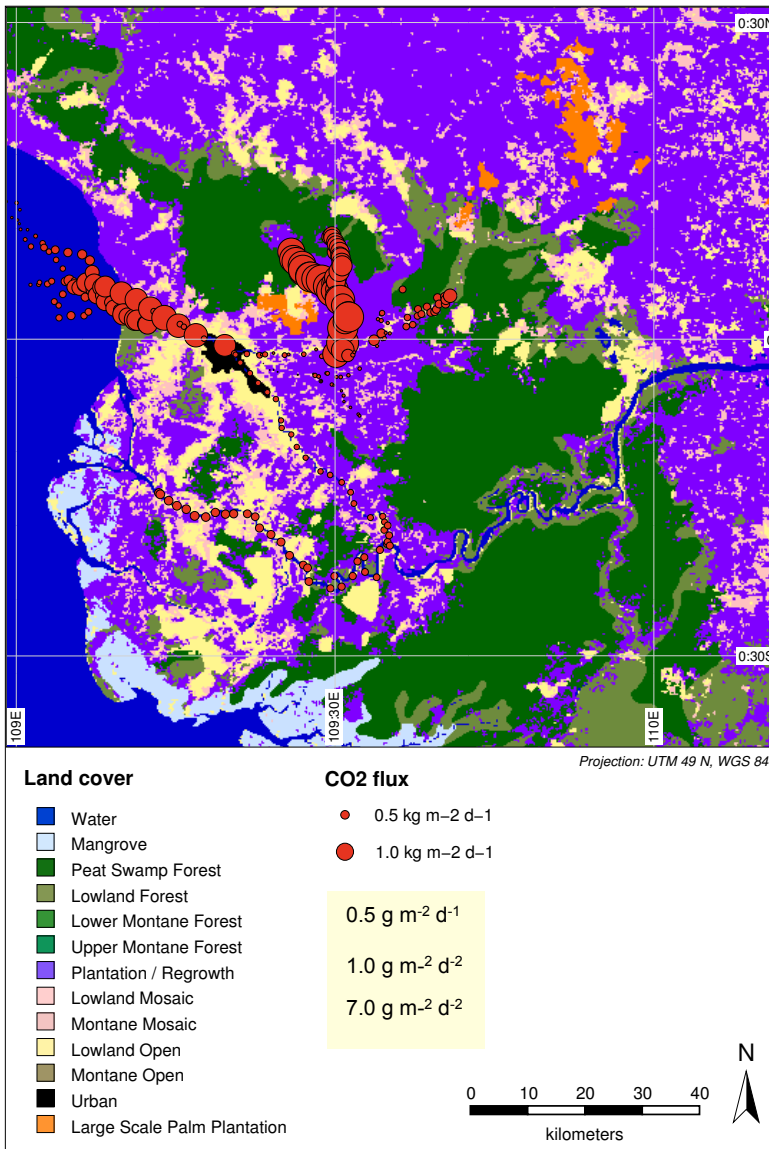 0:30N
0
0:30S
109E
109:30E
110E
Projection: UTM 49 N, WGS 84
Land cover
Water
Mangrove
Peat Swamp Forest
Lowland Forest
Lower Montane Forest
Upper Montane Forest
Plantation / Regrowth
Lowland Mosaic
Montane Mosaic
Lowland Open
Montane Open
Urban
Large Scale Palm Plantation
CO2 flux
0.5 kg m−2 d−1
1.0 kg m−2 d−1
0.5 g m⁻² d⁻¹
1.0 g m-² d⁻²
7.0 g m-² d⁻²
N
0 10 20 30 40
kilometers